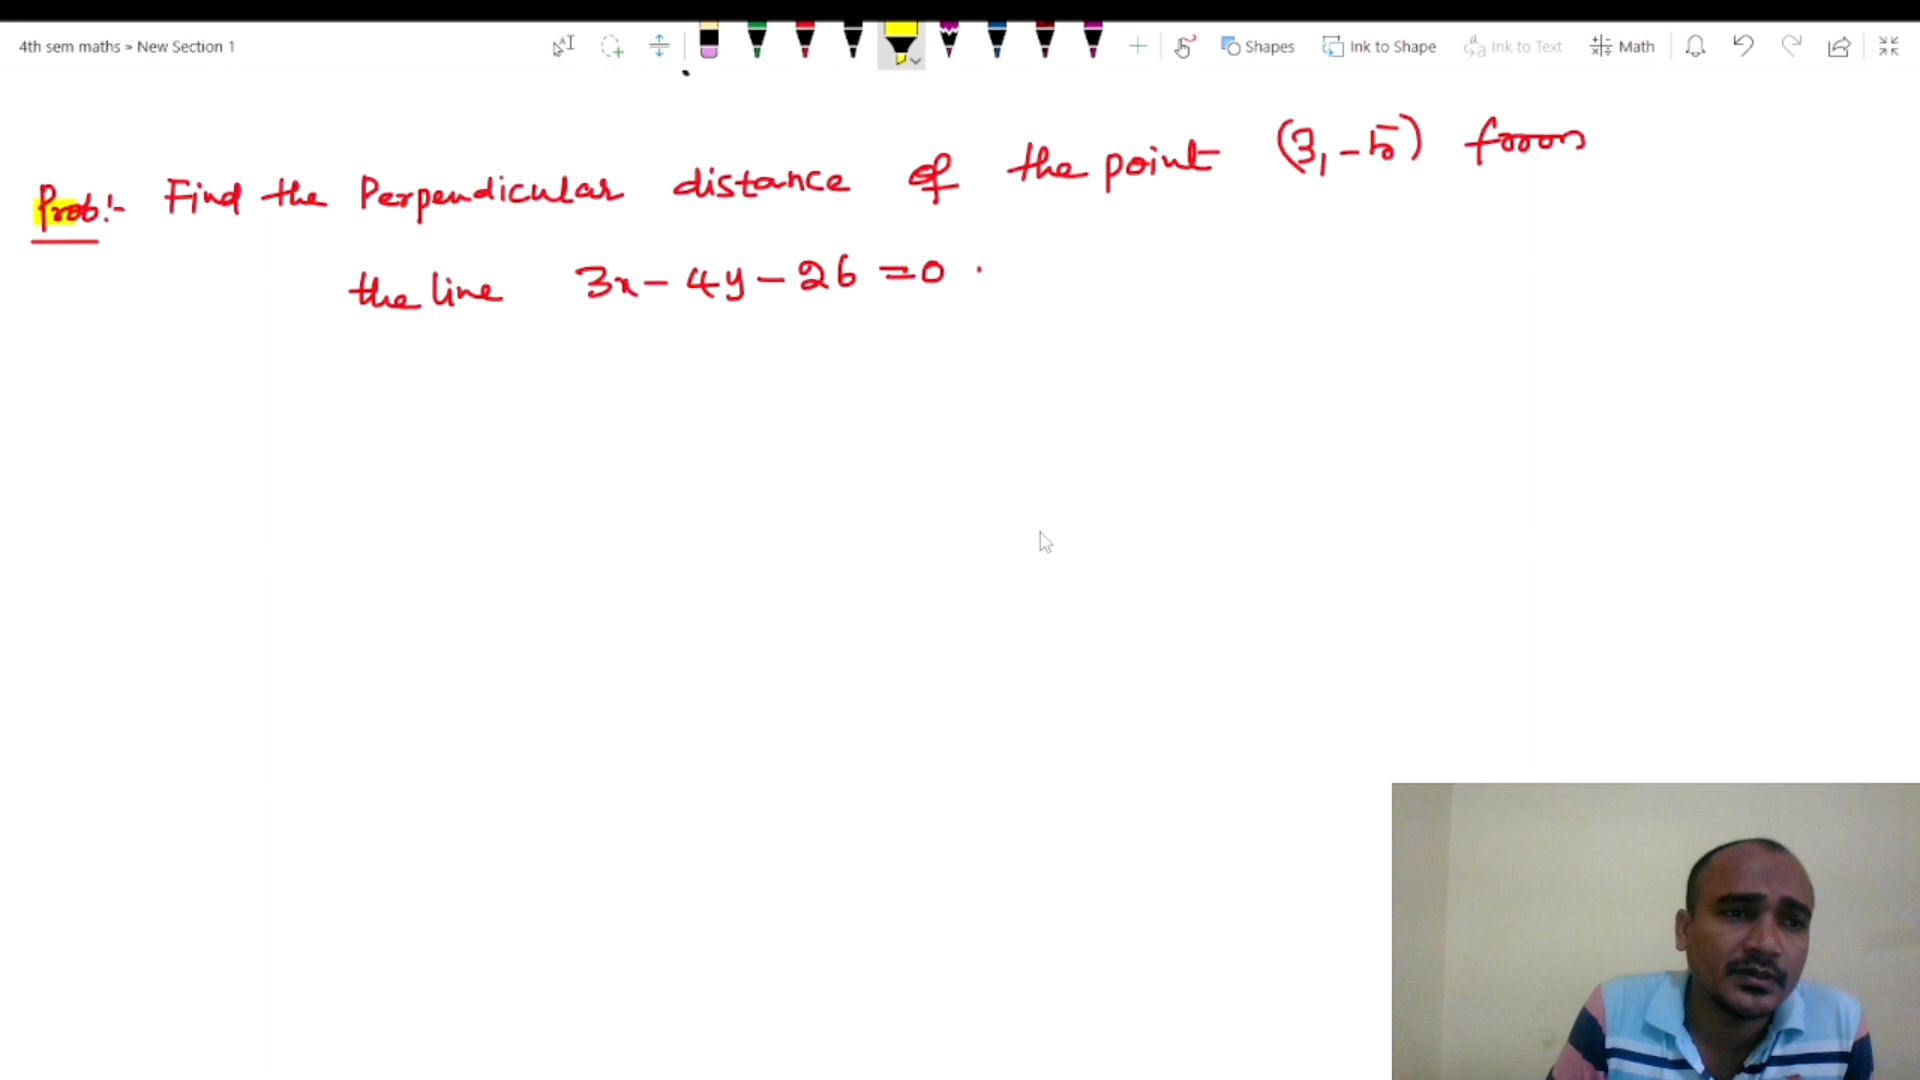 4th sem maths » New Section 1
Shapes
Ink to Shape
Ink to Text
Math
Prob:- Find the Perpendicular distance of the point (3, -5) from
the line 3x - 4y - 26 = 0 .